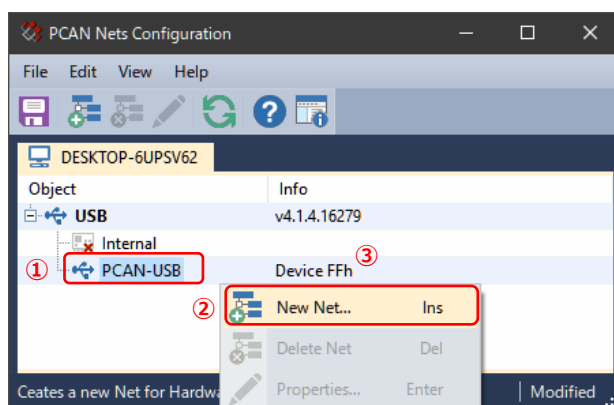 PCAN Nets Configuration
File Edit View Help
DESKTOP-6UPSV62
Object Info
USB v4.1.4.16279
Internal
① PCAN-USB Device FFh ③
② New Net... Ins
Delete Net Del
Properties... Enter
Ceates a new Net for Hardwa Modified